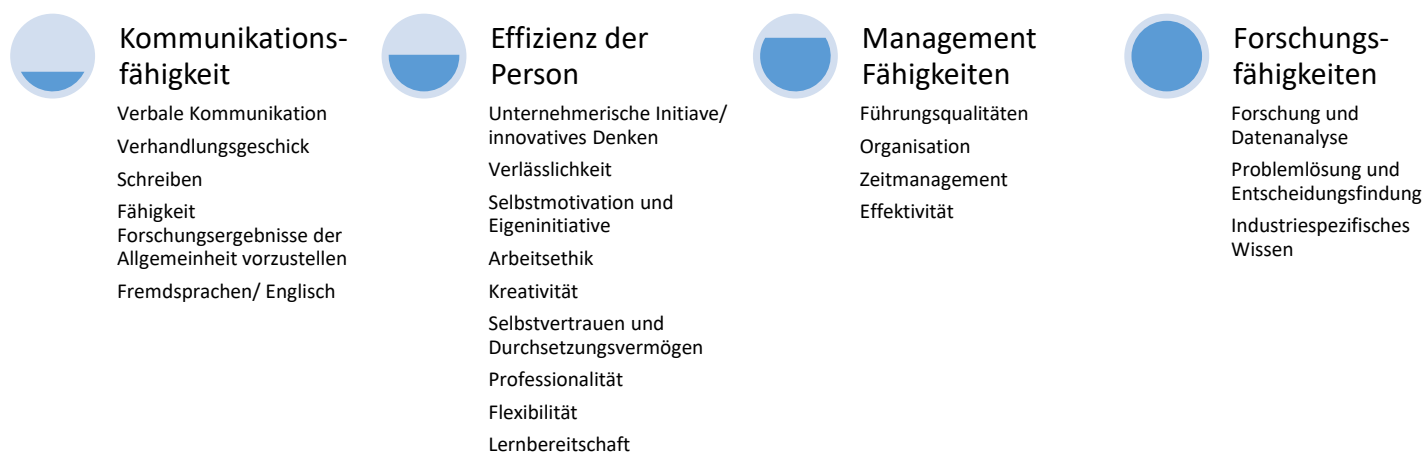 Kommunikations-
fähigkeit
Verbale Kommunikation
Verhandlungsgeschick
Schreiben
Fähigkeit
Forschungsergebnisse der
Allgemeinheit vorzustellen
Fremdsprachen/ Englisch
Effizienz der
Person
Unternehmerische Initiave/
innovatives Denken
Verlässlichkeit
Selbstmotivation und
Eigeninitiative
Arbeitsethik
Kreativität
Selbstvertrauen und
Durchsetzungsvermögen
Professionalität
Flexibilität
Lernbereitschaft
Management
Fähigkeiten
Führungsqualitäten
Organisation
Zeitmanagement
Effektivität
Forschungs-
fähigkeiten
Forschung und
Datenanalyse
Problemlösung und
Entscheidungsfindung
Industriespezifisches
Wissen